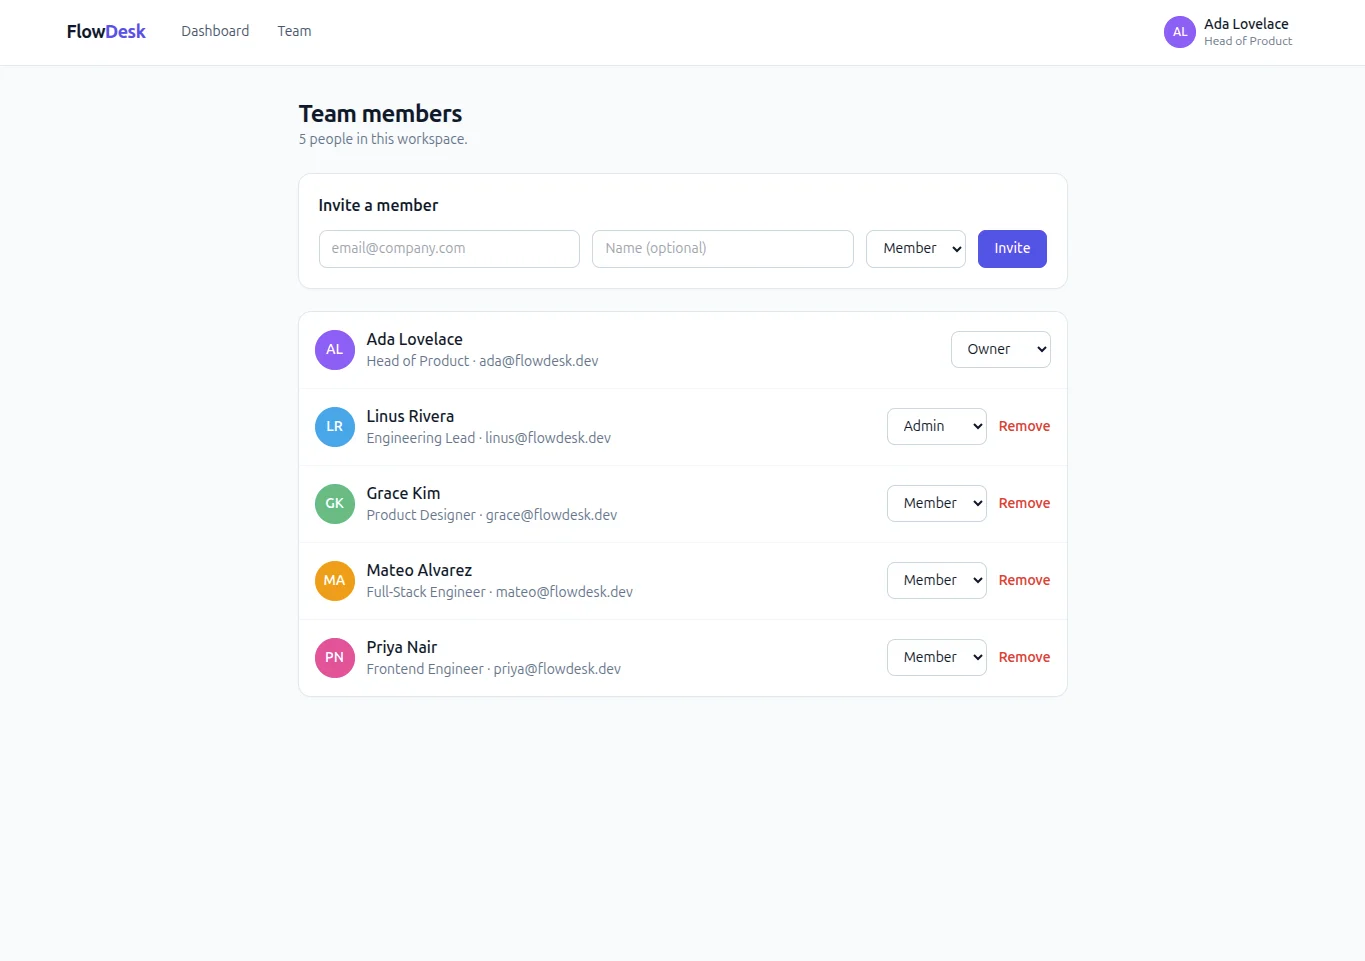 FlowDesk Dashboard Team
AL Ada Lovelace
Head of Product
Team members
5 people in this workspace.
Invite a member
email@company.com Name (optional) Member Invite
AL Ada Lovelace
Head of Product · ada@flowdesk.dev
Owner
LR Linus Rivera
Engineering Lead · linus@flowdesk.dev
Admin Remove
GK Grace Kim
Product Designer · grace@flowdesk.dev
Member Remove
MA Mateo Alvarez
Full-Stack Engineer · mateo@flowdesk.dev
Member Remove
PN Priya Nair
Frontend Engineer · priya@flowdesk.dev
Member Remove